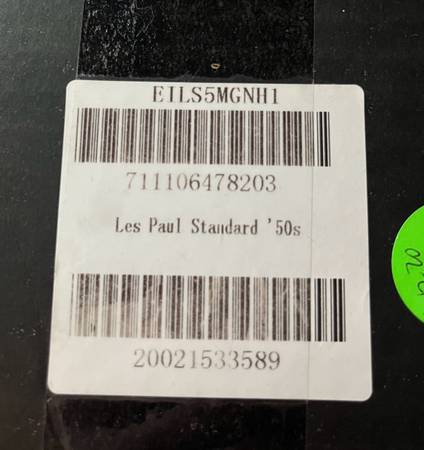 EILS5MGNH1
711106478203
Les Paul Standard '50s
20021533589